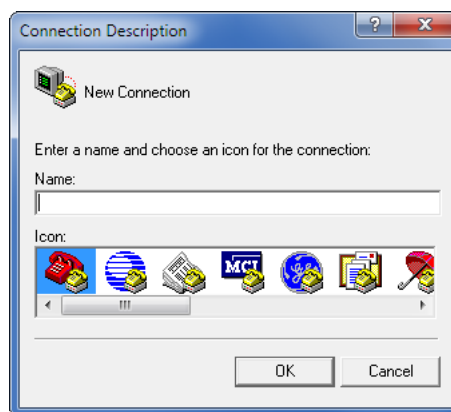 Connection Description
?
New Connection
Enter a name and choose an icon for the connection:
Name:
Icon:
MCI
OK
Cancel